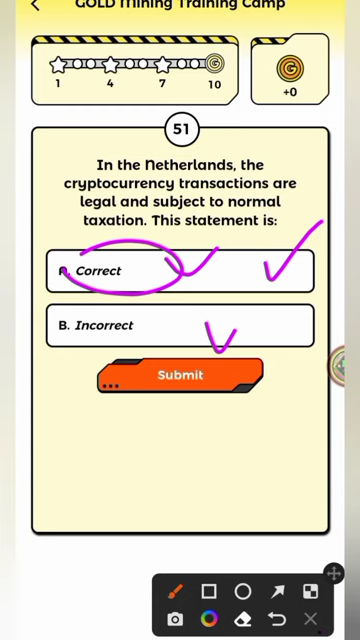 GOLD Mining Training Camp
1 4 7 10
G
+0
51
In the Netherlands, the
cryptocurrency transactions are
legal and subject to normal
taxation. This statement is:
A. Correct
B. Incorrect
Submit